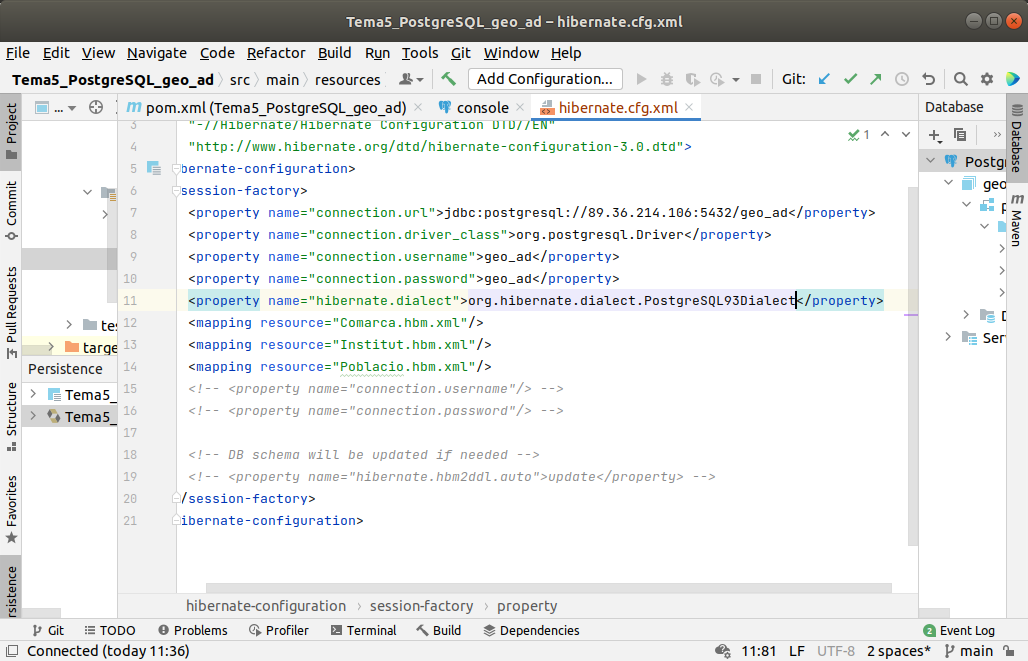 Tema5_PostgreSQL_geo_ad – hibernate.cfg.xml
File Edit View Navigate Code Refactor Build Run Tools Git Window Help
Tema5_PostgreSQL_geo_ad src main resources Add Configuration... Git:
Project
... pom.xml (Tema5_PostgreSQL_geo_ad) console hibernate.cfg.xml Database
3 "-//Hibernate/Hibernate Configuration DTD//EN"
4 "http://www.hibernate.org/dtd/hibernate-configuration-3.0.dtd">
1
5 bernate-configuration>
6 session-factory>
7 <property name="connection.url">jdbc:postgresql://89.36.214.106:5432/geo_ad</property>
8 <property name="connection.driver_class">org.postgresql.Driver</property>
9 <property name="connection.username">geo_ad</property>
10 <property name="connection.password">geo_ad</property>
11 <property name="hibernate.dialect">org.hibernate.dialect.PostgreSQL93Dialect</property>
12 <mapping resource="Comarca.hbm.xml"/>
13 <mapping resource="Institut.hbm.xml"/>
14 <mapping resource="Poblacio.hbm.xml"/>
15 <!-- <property name="connection.username"/> -->
16 <!-- <property name="connection.password"/> -->
17
18 <!-- DB schema will be updated if needed -->
19 <!-- <property name="hibernate.hbm2ddl.auto">update</property> -->
20 /session-factory>
21 ibernate-configuration>
Commit
Pull Requests
Structure
Favorites
rsistence
tes
targe
Persistence
Tema5_
Tema5_
Postgr
geo
p
D
Ser
Database
Maven
hibernate-configuration session-factory property
Git TODO Problems Profiler Terminal Build Dependencies 2 Event Log
Connected (today 11:36) 11:81 LF UTF-8 2 spaces* main